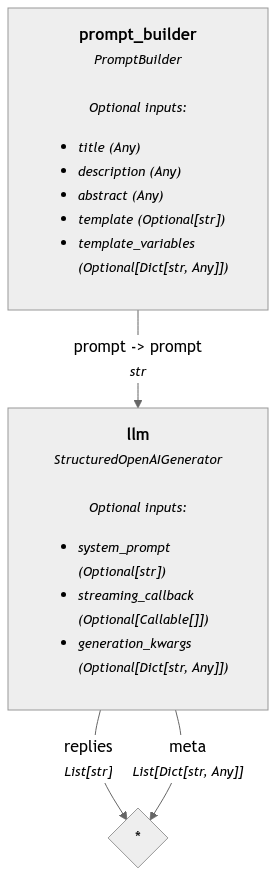 prompt_builder
PromptBuilder
Optional inputs:
• title (Any)
• description (Any)
• abstract (Any)
• template (Optional[str])
• template_variables
(Optional[Dict[str, Any]])
prompt -> prompt
str
llm
StructuredOpenAIGenerator
Optional inputs:
• system_prompt
(Optional[str])
• streaming_callback
(Optional[Callable[]])
• generation_kwargs
(Optional[Dict[str, Any]])
replies
List[str]
meta
List[Dict[str, Any]]
*